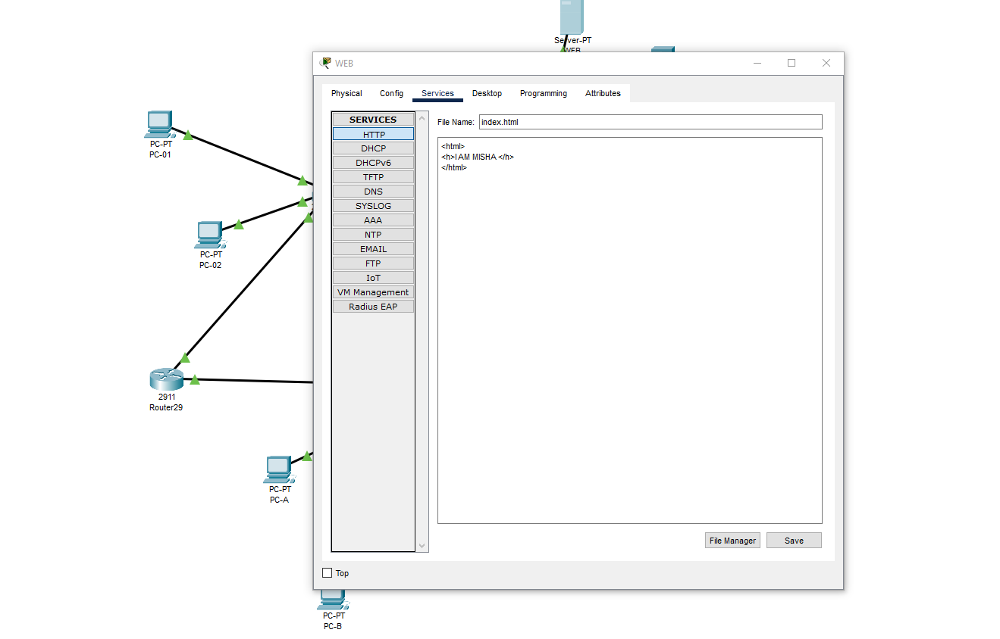 Server-PT
WEB
WEB
Physical Config Services Desktop Programming Attributes
SERVICES
HTTP
DHCP
DHCPv6
TFTP
DNS
SYSLOG
AAA
NTP
EMAIL
FTP
IoT
VM Management
Radius EAP
File Name: index.html
<html>
<h>I AM MISHA </h>
</html>
File Manager Save
Top
PC-PT
PC-01
PC-PT
PC-02
2911
Router29
PC-PT
PC-A
PC-PT
PC-B